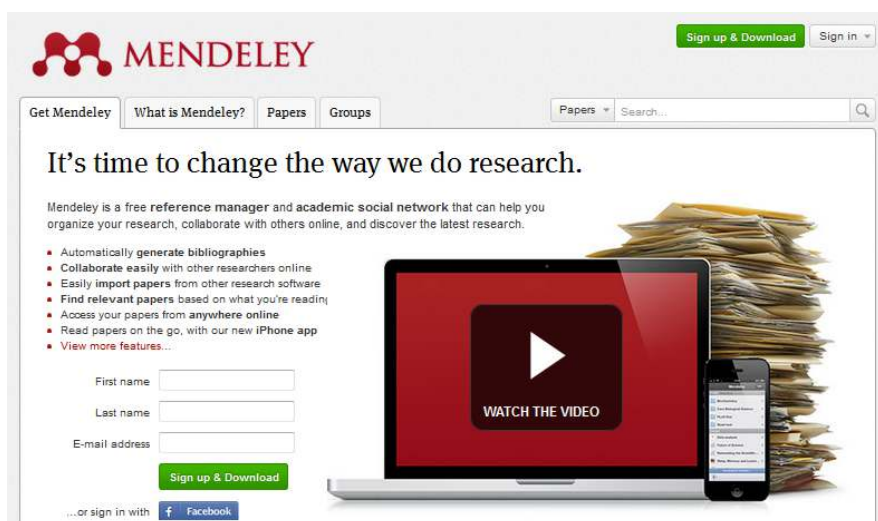 MENDELEY
Sign up & Download
Sign in
Get Mendeley
What is Mendeley?
Papers
Groups
Papers
Search...
It's time to change the way we do research.
Mendeley is a free reference manager and academic social network that can help you
organize your research, collaborate with others online, and discover the latest research.
Automatically generate bibliographies
Collaborate easily with other researchers online
Easily import papers from other research software
Find relevant papers based on what you're reading
Access your papers from anywhere online
Read papers on the go, with our new iPhone app
View more features...
WATCH THE VIDEO
First name
Last name
E-mail address
Sign up & Download
...or sign in with
f Facebook
Mendeley